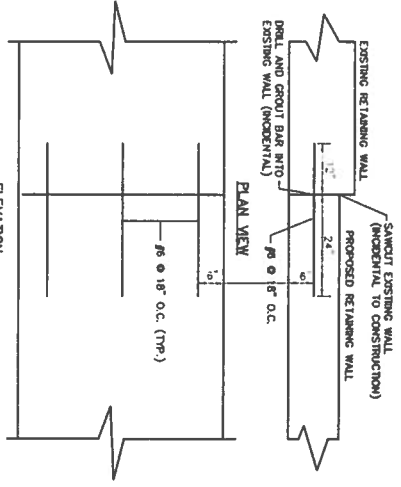 EXISTING RETAINING WALL
SAWCUT EXISTING WALL
(INCIDENTAL TO CONSTRUCTION)
PROPOSED RETAINING WALL
24"
6"
DRILL AND GROUT BAR INTO
EXISTING WALL (INCIDENTAL)
#6 @ 18" O.C.
PLAN VIEW
6"
#6 @ 18" O.C. (TYP.)
ELEVATION